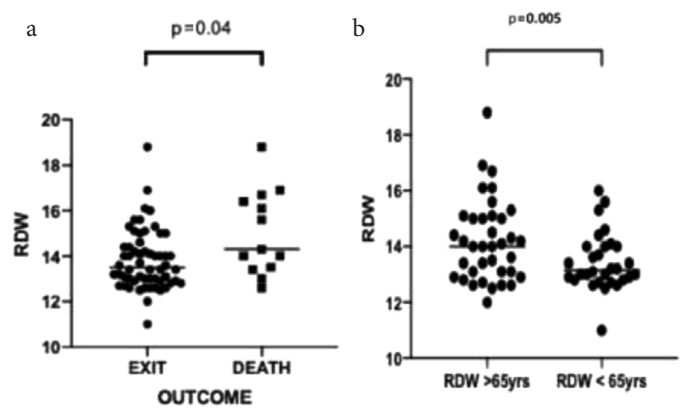 a
p=0.04
RDW
20
18
16
14
12
10
EXIT DEATH
OUTCOME
b
p=0.005
RDW
20
18
16
14
12
10
RDW >65yrs RDW < 65yrs